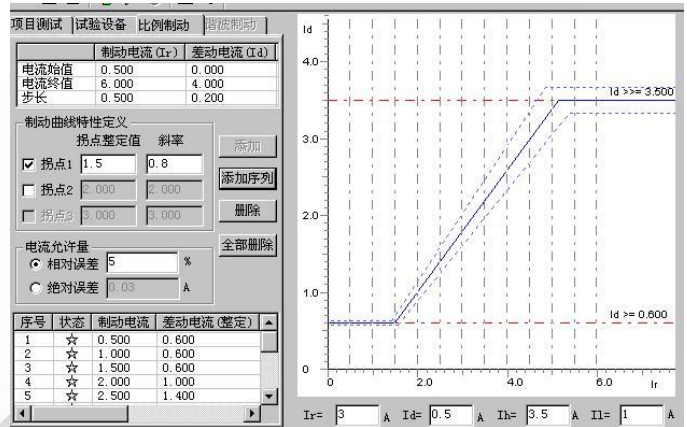 项目测试 试验设备 比例制动 谐波制动
制动电流(Ir) 差动电流(Id)
电流始值 0.500 0.000
电流终值 6.000 4.000
步长 0.500 0.200
制动曲线特性定义
拐点整定值 斜率
拐点1 1.5 0.8
拐点2 2.000 2.000
拐点3 3.000 3.000
添加
添加序列
删除
全部删除
电流允许量
相对误差 5 %
绝对误差 0.03 A
序号 状态 制动电流 差动电流(整定)
1 ☆ 0.500 0.600
2 ☆ 1.000 0.600
3 ☆ 1.500 0.600
4 ☆ 2.000 1.000
5 ☆ 2.500 1.400
Id
4.0
Id >>= 3.500
3.0
2.0
1.0
Id >= 0.600
0
0 2.0 4.0 6.0 Ir
Ir= 3 A Id= 0.5 A Ih= 3.5 A Il= 1 A